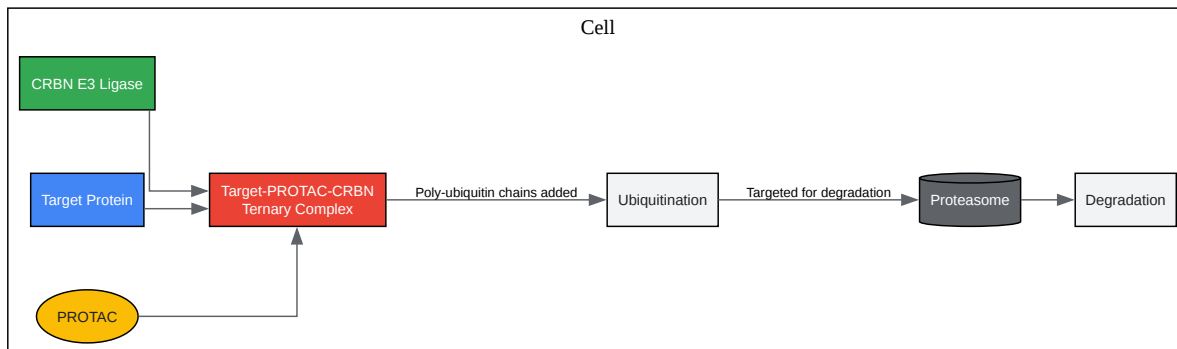 Cell
CRBN E3 Ligase
Target Protein
Target-PROTAC-CRBN
Ternary Complex
Poly-ubiquitin chains added
Ubiquitination
Targeted for degradation
Proteasome
Degradation
PROTAC